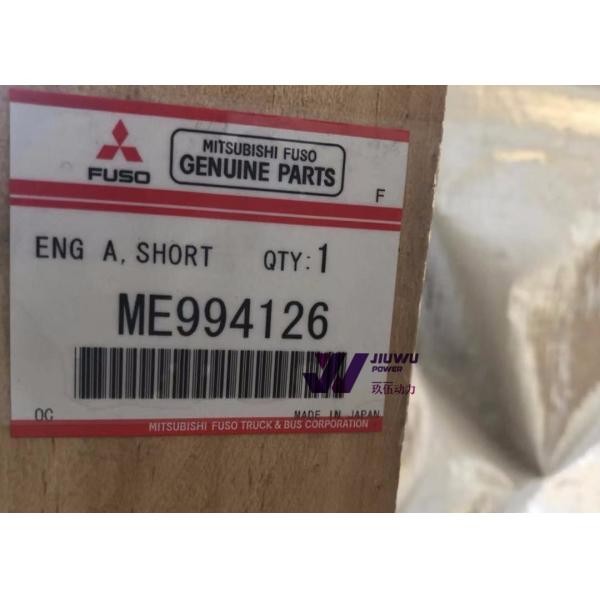 FUSO
MITSUBISHI FUSO
GENUINE PARTS
F
ENG A, SHORT QTY: 1
ME994126
JIUWU
POWER
玖伍动力
OC MADE IN JAPAN
MITSUBISHI FUSO TRUCK & BUS CORPORATION